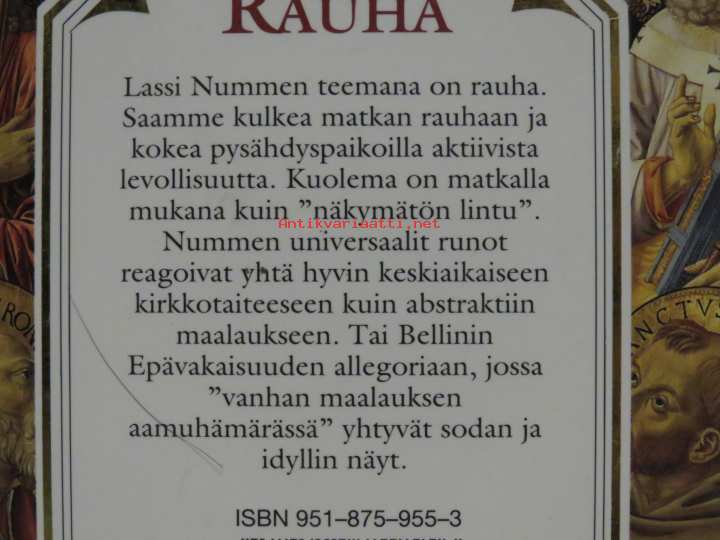 RAUHA
Lassi Nummen teemana on rauha.
Saamme kulkea matkan rauhaan ja
kokea pysähdyspaikoilla aktiivista
levollisuutta. Kuolema on matkalla
mukana kuin ”näkymätön lintu”.
Antikvariaatti.net
Nummen universaalit runot
reagoivat yhtä hyvin keskiaikaiseen
kirkkotaiteeseen kuin abstraktiin
maalaukseen. Tai Bellinin
Epävakaisuuden allegoriaan, jossa
”vanhan maalauksen
aamuhämärässä” yhtyvät sodan ja
idyllin näyt.
ISBN 951–875–955–3